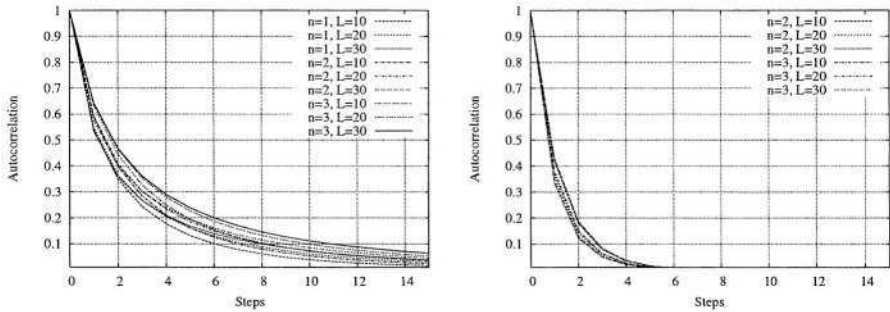 1
0.9
0.8
0.7
0.6
0.5
0.4
0.3
0.2
0.1
Autocorrelation
0 2 4 6 8 10 12 14
Steps
n=1, L=10
n=1, L=20
n=1, L=30
n=2, L=10
n=2, L=20
n=2, L=30
n=3, L=10
n=3, L=20
n=3, L=30
1
0.9
0.8
0.7
0.6
0.5
0.4
0.3
0.2
0.1
Autocorrelation
0 2 4 6 8 10 12 14
Steps
n=2, L=10
n=2, L=20
n=2, L=30
n=3, L=10
n=3, L=20
n=3, L=30